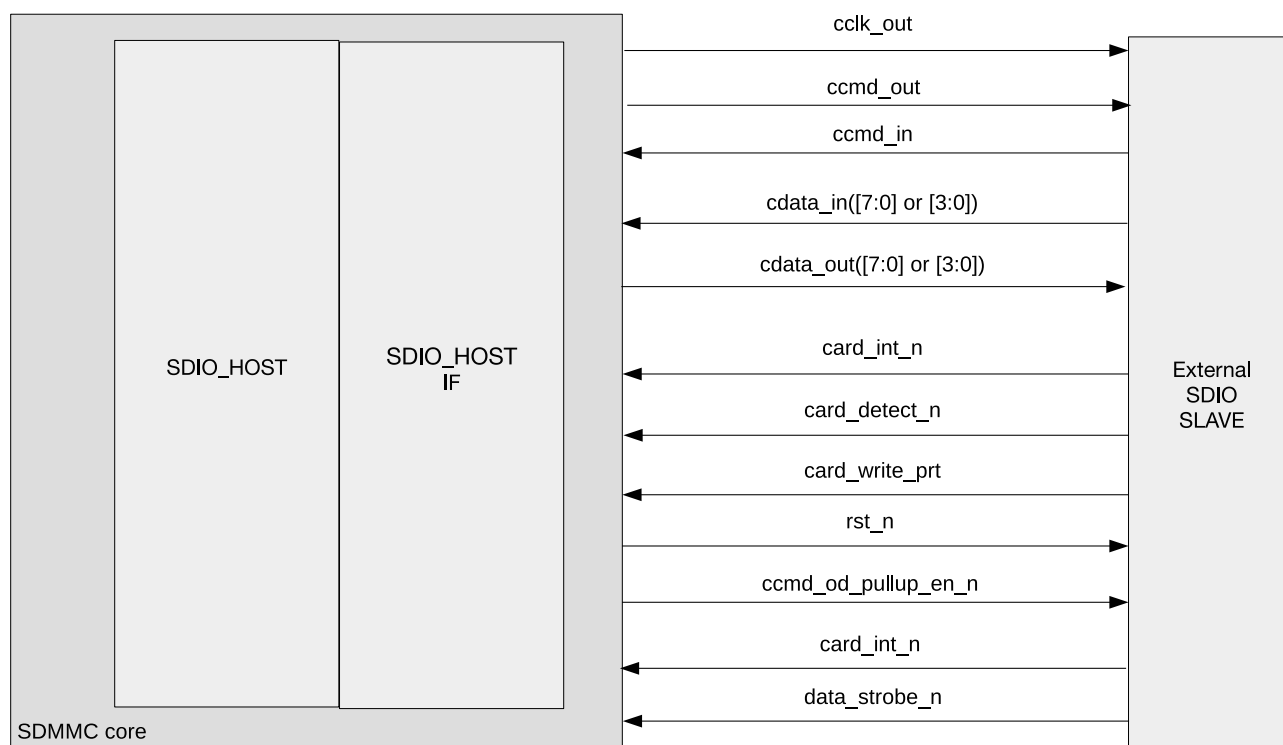 cclk_out
ccmd_out
ccmd_in
cdata_in([7:0] or [3:0])
cdata_out([7:0] or [3:0])
SDIO_HOST
SDIO_HOST
IF
card_int_n
External
SDIO
SLAVE
card_detect_n
card_write_prt
rst_n
ccmd_od_pullup_en_n
card_int_n
data_strobe_n
SDMMC core